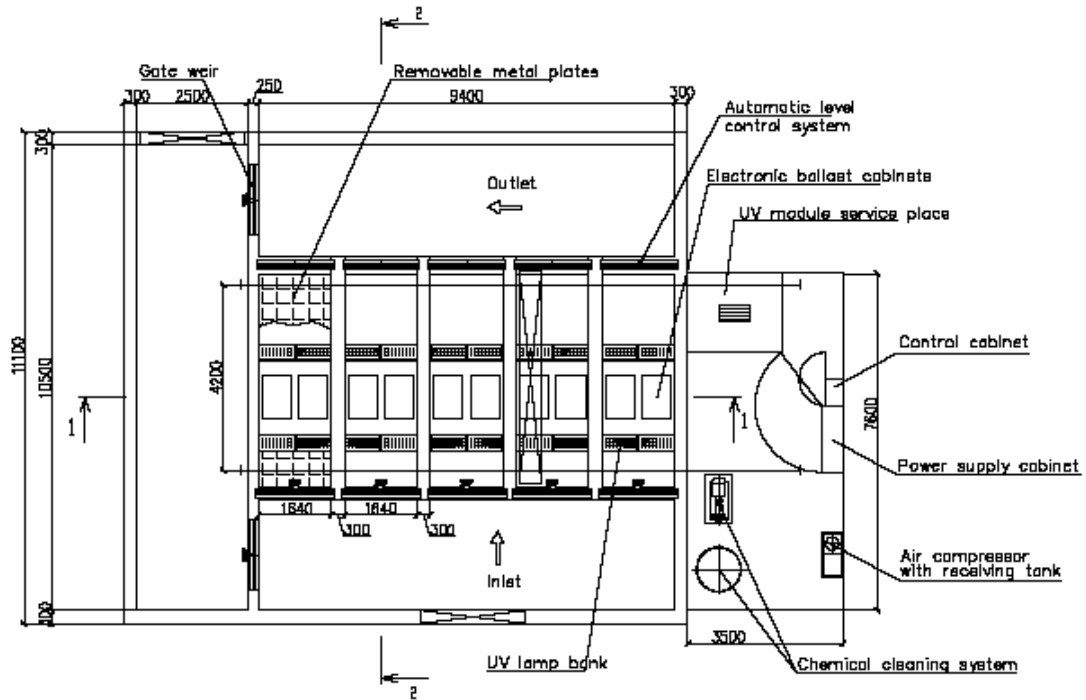 2
Gate weir
Removable metal plates
250
300
2500
9400
300
Automatic level
control system
300
Electronic ballast cabinets
Outlet
UV module service place
11100
10500
4200
1
1
Control cabinet
7600
Power supply cabinet
1640
1640
300
300
Inlet
Air compressor
with receiving tank
3500
UV lamp bank
Chemical cleaning system
2